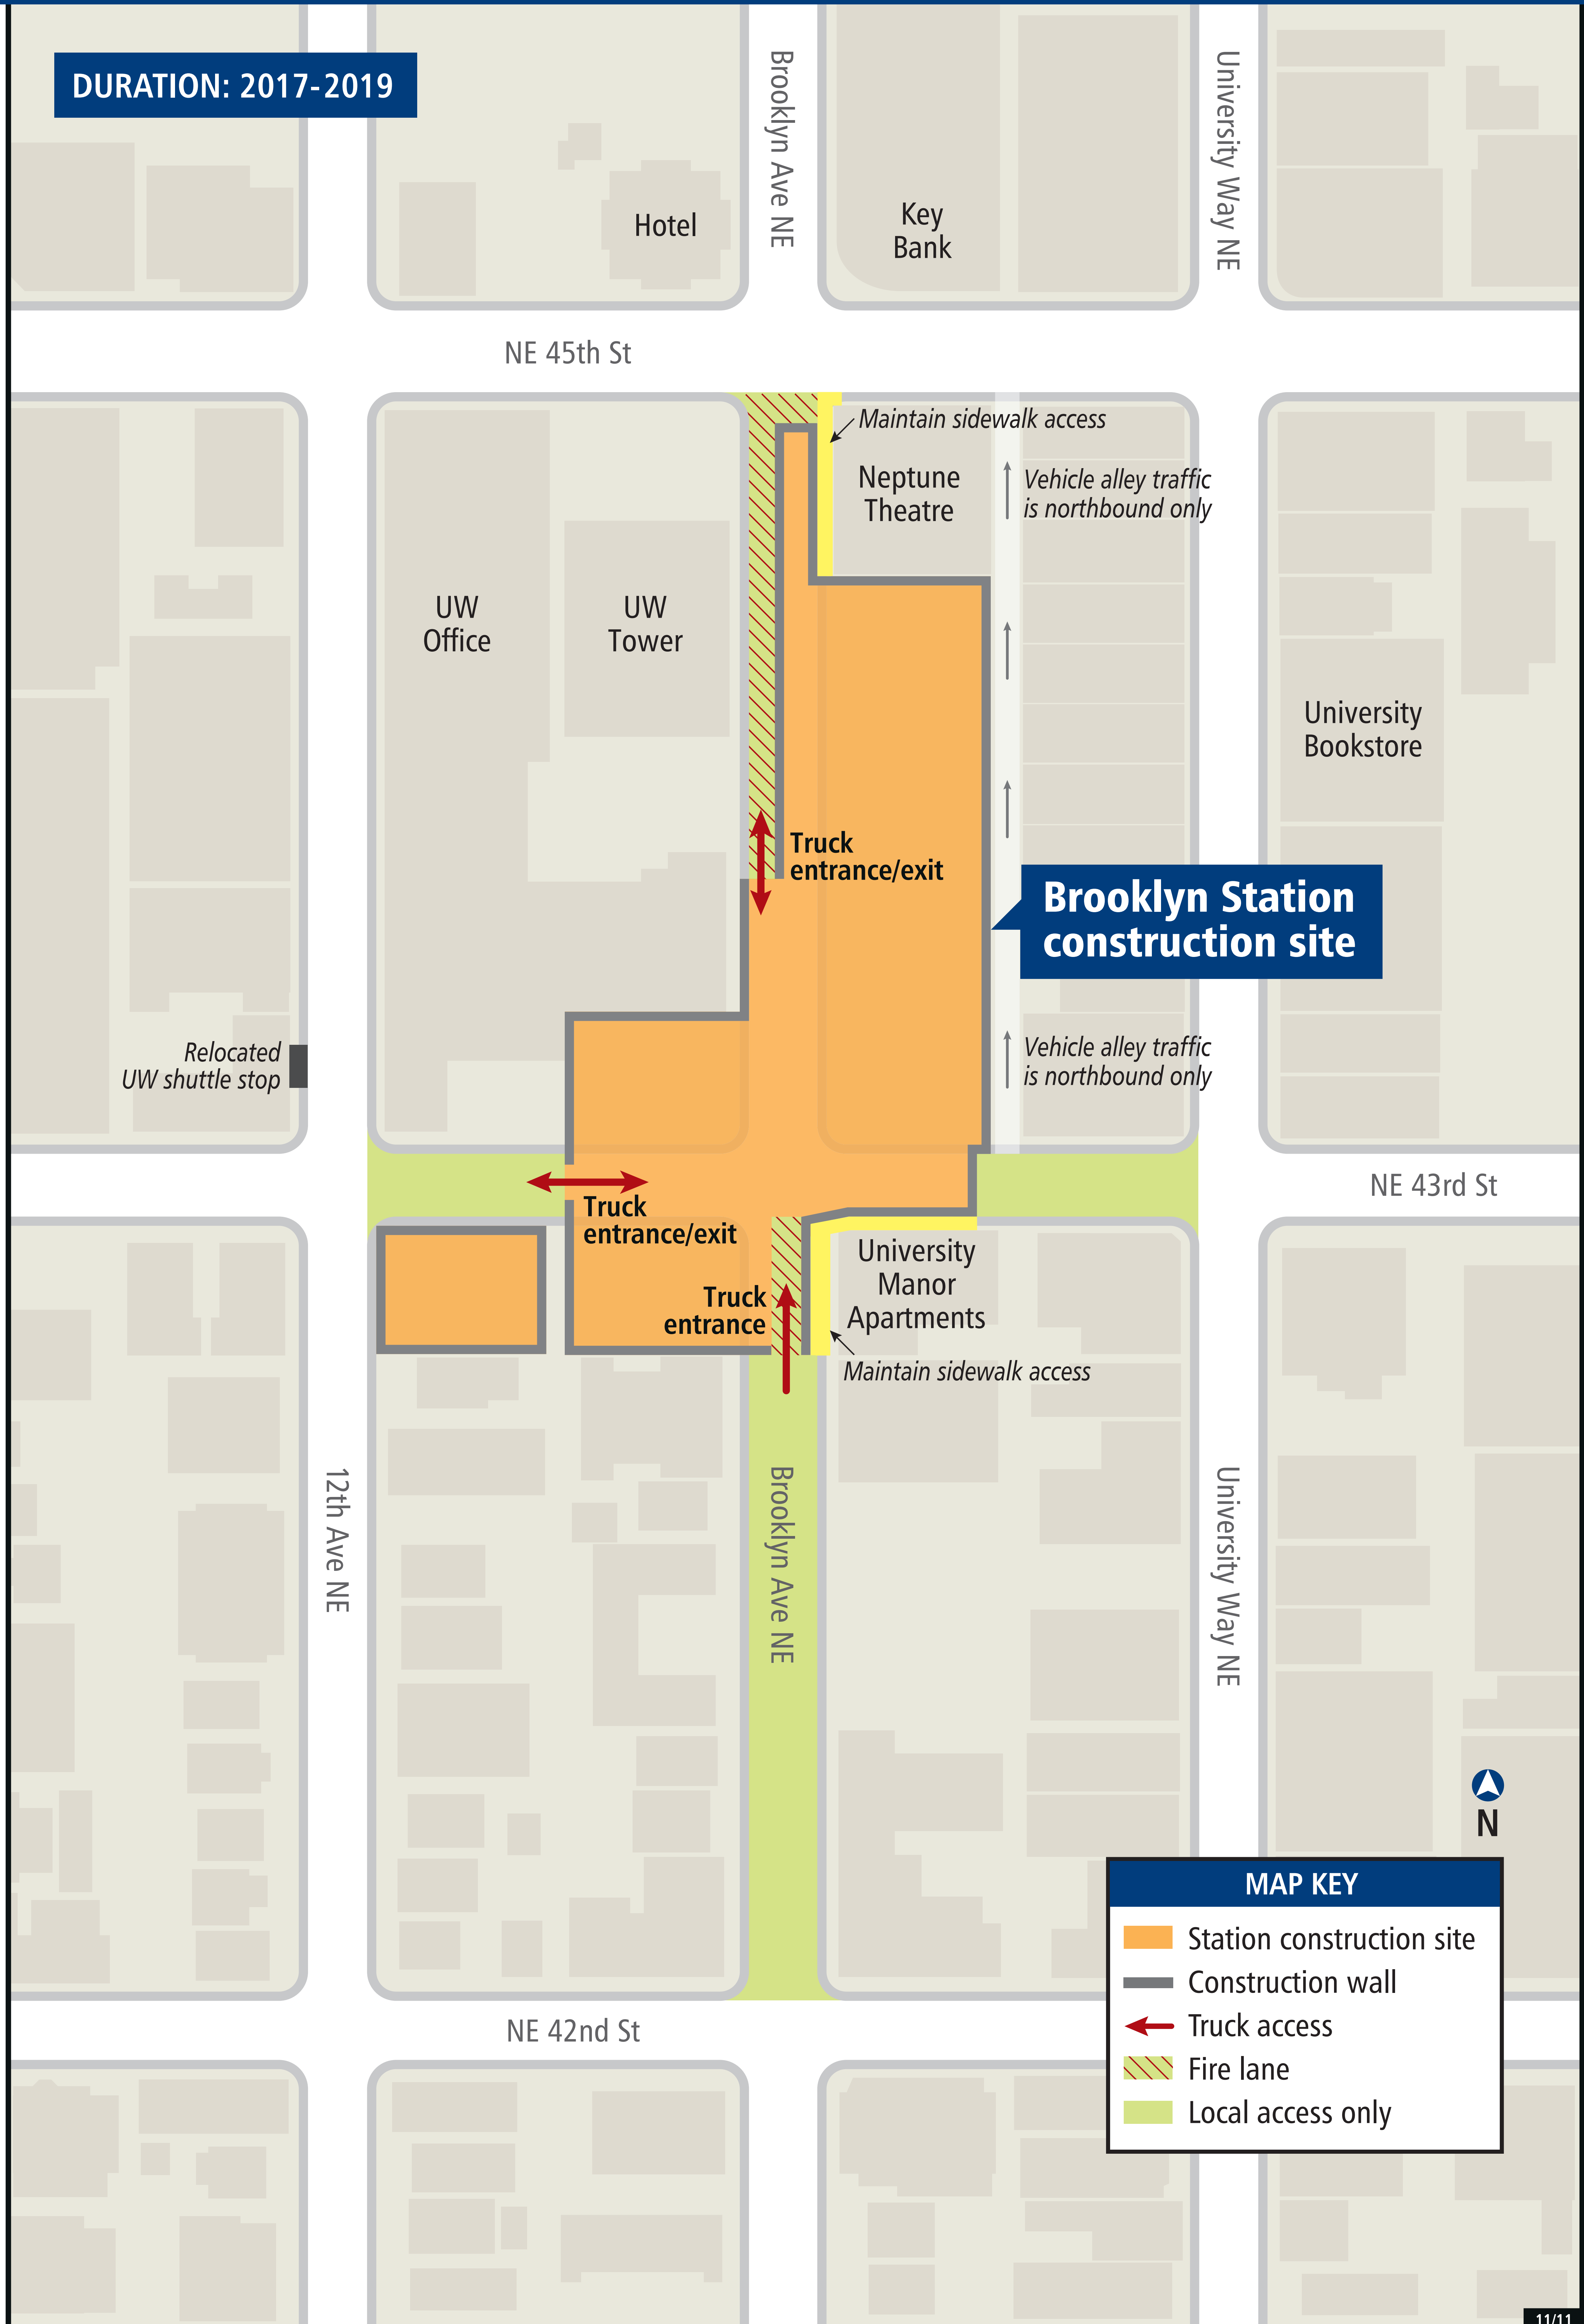 DURATION: 2017-2019
Brooklyn Ave NE
University Way NE
Hotel
Key
Bank
NE 45th St
Maintain sidewalk access
Neptune
Theatre
Vehicle alley traffic
is northbound only
UW
Office
UW
Tower
University
Bookstore
Truck
entrance/exit
Brooklyn Station
construction site
Relocated
UW shuttle stop
Vehicle alley traffic
is northbound only
NE 43rd St
Truck
entrance/exit
University
Manor
Apartments
Truck
entrance
Maintain sidewalk access
12th Ave NE
Brooklyn Ave NE
University Way NE
N
MAP KEY
Station construction site
Construction wall
Truck access
Fire lane
Local access only
NE 42nd St
11/11